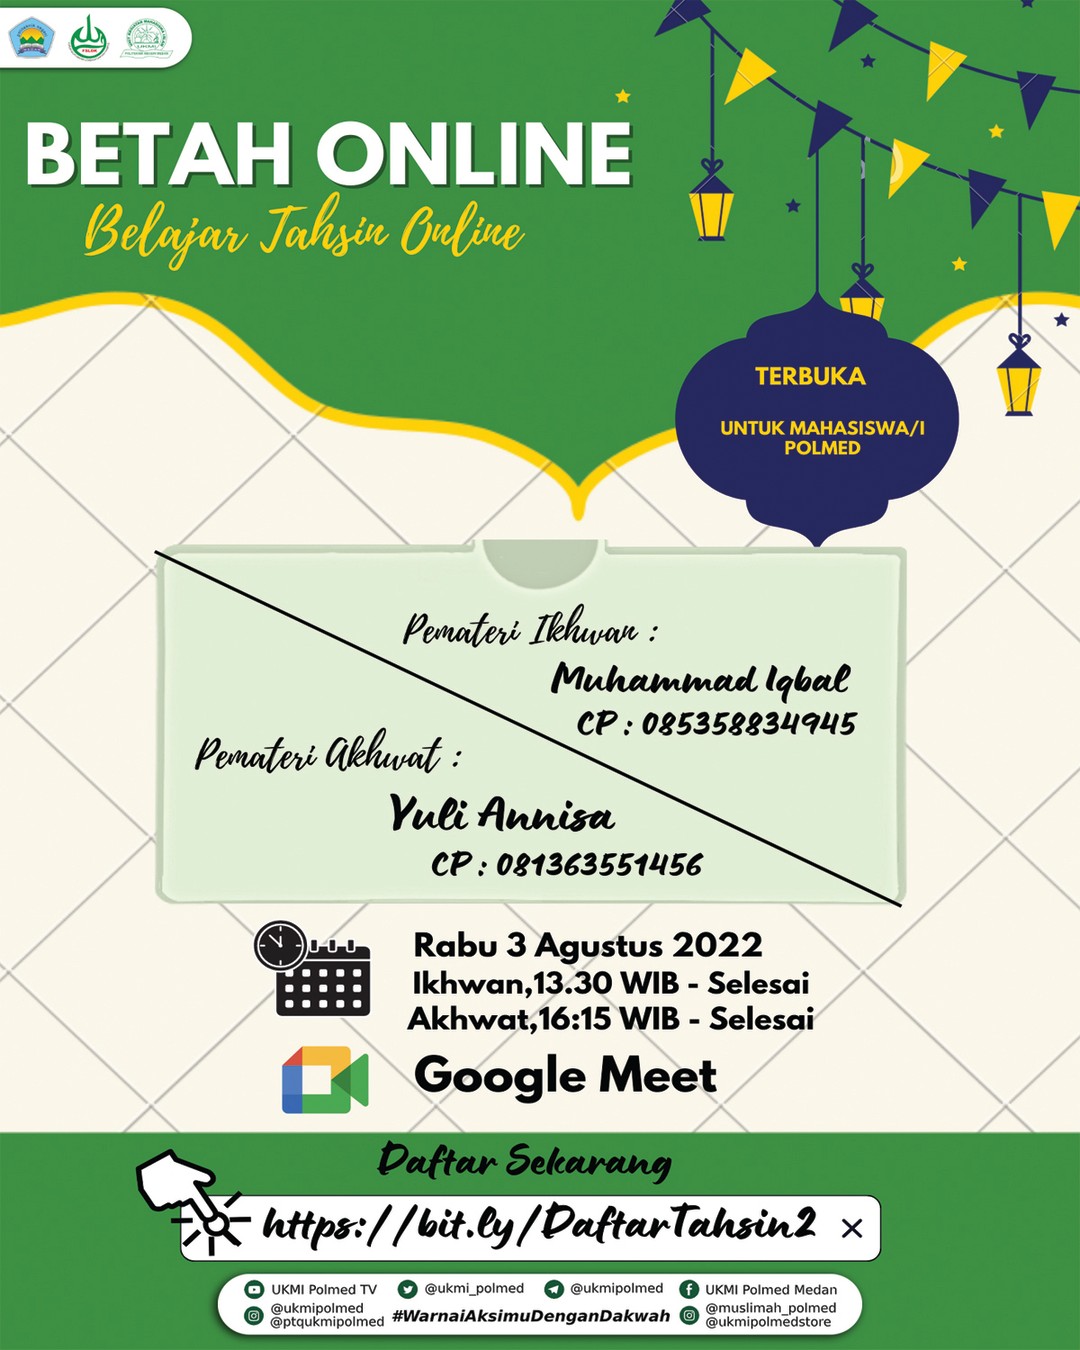 BETAH ONLINE
Belajar Tahsin Online
TERBUKA
UNTUK MAHASISWA/I
POLMED
Pemateri Ikhwan :
Muhammad Iqbal
CP : 085358834945
Pemateri Akhwat :
Yuli Annisa
CP : 081363551456
Rabu 3 Agustus 2022
Ikhwan,13.30 WIB - Selesai
Akhwat,16:15 WIB - Selesai
Google Meet
Daftar Sekarang
https://bit.ly/DaftarTahsin2
UKMI Polmed TV
@ukmi_polmed
@ukmipolmed
UKMI Polmed Medan
@ukmipolmed
@ptqukmipolmed
#WarnaiAksimuDenganDakwah
@muslimah_polmed
@ukmipolmedstore